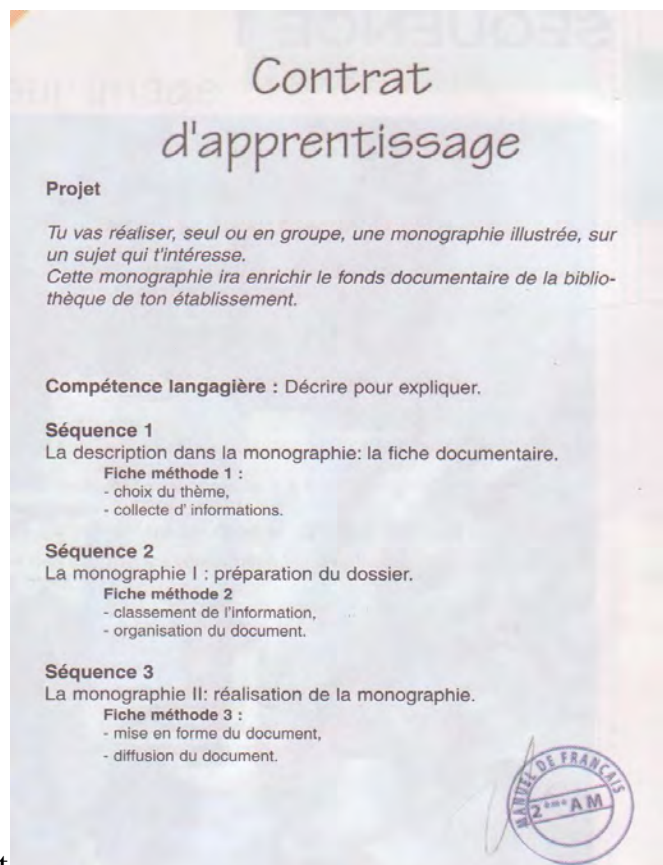 Contrat
d'apprentissage
Projet
Tu vas réaliser, seul ou en groupe, une monographie illustrée, sur
un sujet qui t'intéresse.
Cette monographie ira enrichir le fonds documentaire de la biblio-
thèque de ton établissement.
Compétence langagière : Décrire pour expliquer.
Séquence 1
La description dans la monographie: la fiche documentaire.
Fiche méthode 1 :
- choix du thème,
- collecte d' informations.
Séquence 2
La monographie I : préparation du dossier.
Fiche méthode 2
- classement de l'information,
- organisation du document.
Séquence 3
La monographie II: réalisation de la monographie.
Fiche méthode 3 :
- mise en forme du document,
- diffusion du document.
MANUEL DE FRANÇAIS
2ème AM
t